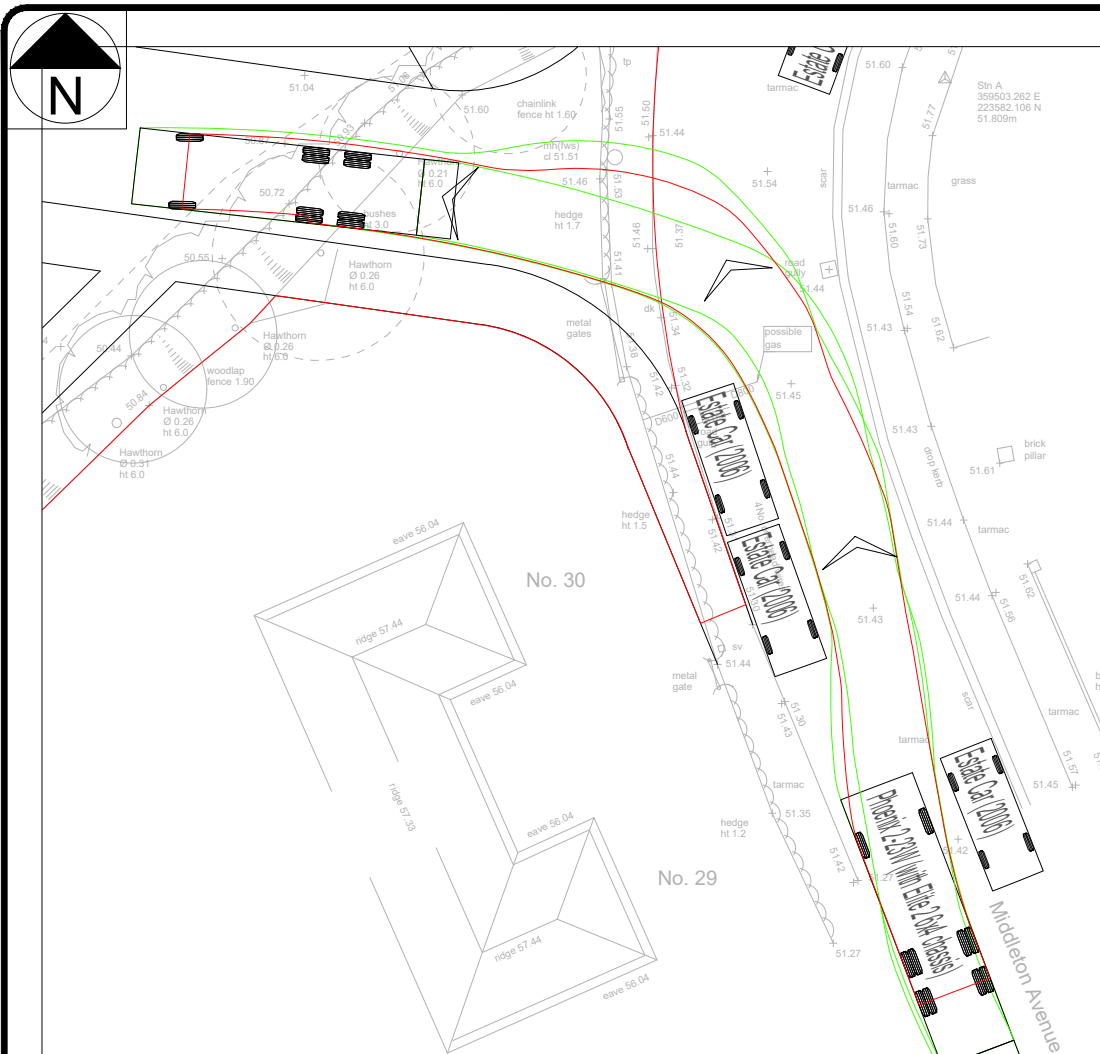 N
Estate C
tarmac
51.60
51.77
Stn A
359503.262 E
223582.106 N
51.809m
51.04
51.06
51.60
tp
51.55
51.50
chainlink
fence ht 1.60
51.44
50.93
mh(fws)
cl 51.51
Ø 0.21
ht 6.0
51.46
51.53
51.54
scar
tarmac
grass
50.72
bushes
ht 3.0
hedge
ht 1.7
51.46
51.37
51.46
51.60
51.73
50.55
Hawthorn
Ø 0.26
ht 6.0
51.41
road
gully
51.44
51.54
51.62
dk
51.34
metal
gates
possible
gas
51.43
Hawthorn
Ø 0.26
ht 6.0
50.44
woodlap
fence 1.90
51.32
51.42
51.45
50.84
Hawthorn
Ø 0.26
ht 6.0
D600
Estate Car (2006)
51.43
drop kerb
brick
pillar
51.61
Hawthorn
Ø 0.31
ht 6.0
51.44
hedge
ht 1.5
51.42
Estate Car (2006)
51.44
tarmac
eave 56.04
No. 30
51.62
51.44
51.56
51.43
ridge 57.44
sv
51.44
metal
gate
eave 56.04
scar
51.30
51.43
tarmac
tarmac
ridge 57.33
Estate Car (2006)
51.45
51.57
tarmac
51.35
Phoenix 2-23W (with Elite 2 6x4 chassis)
hedge
ht 1.2
eave 56.04
51.42
51.42
51.27
No. 29
Middleton Avenue
ridge 57.44
51.27
eave 56.04